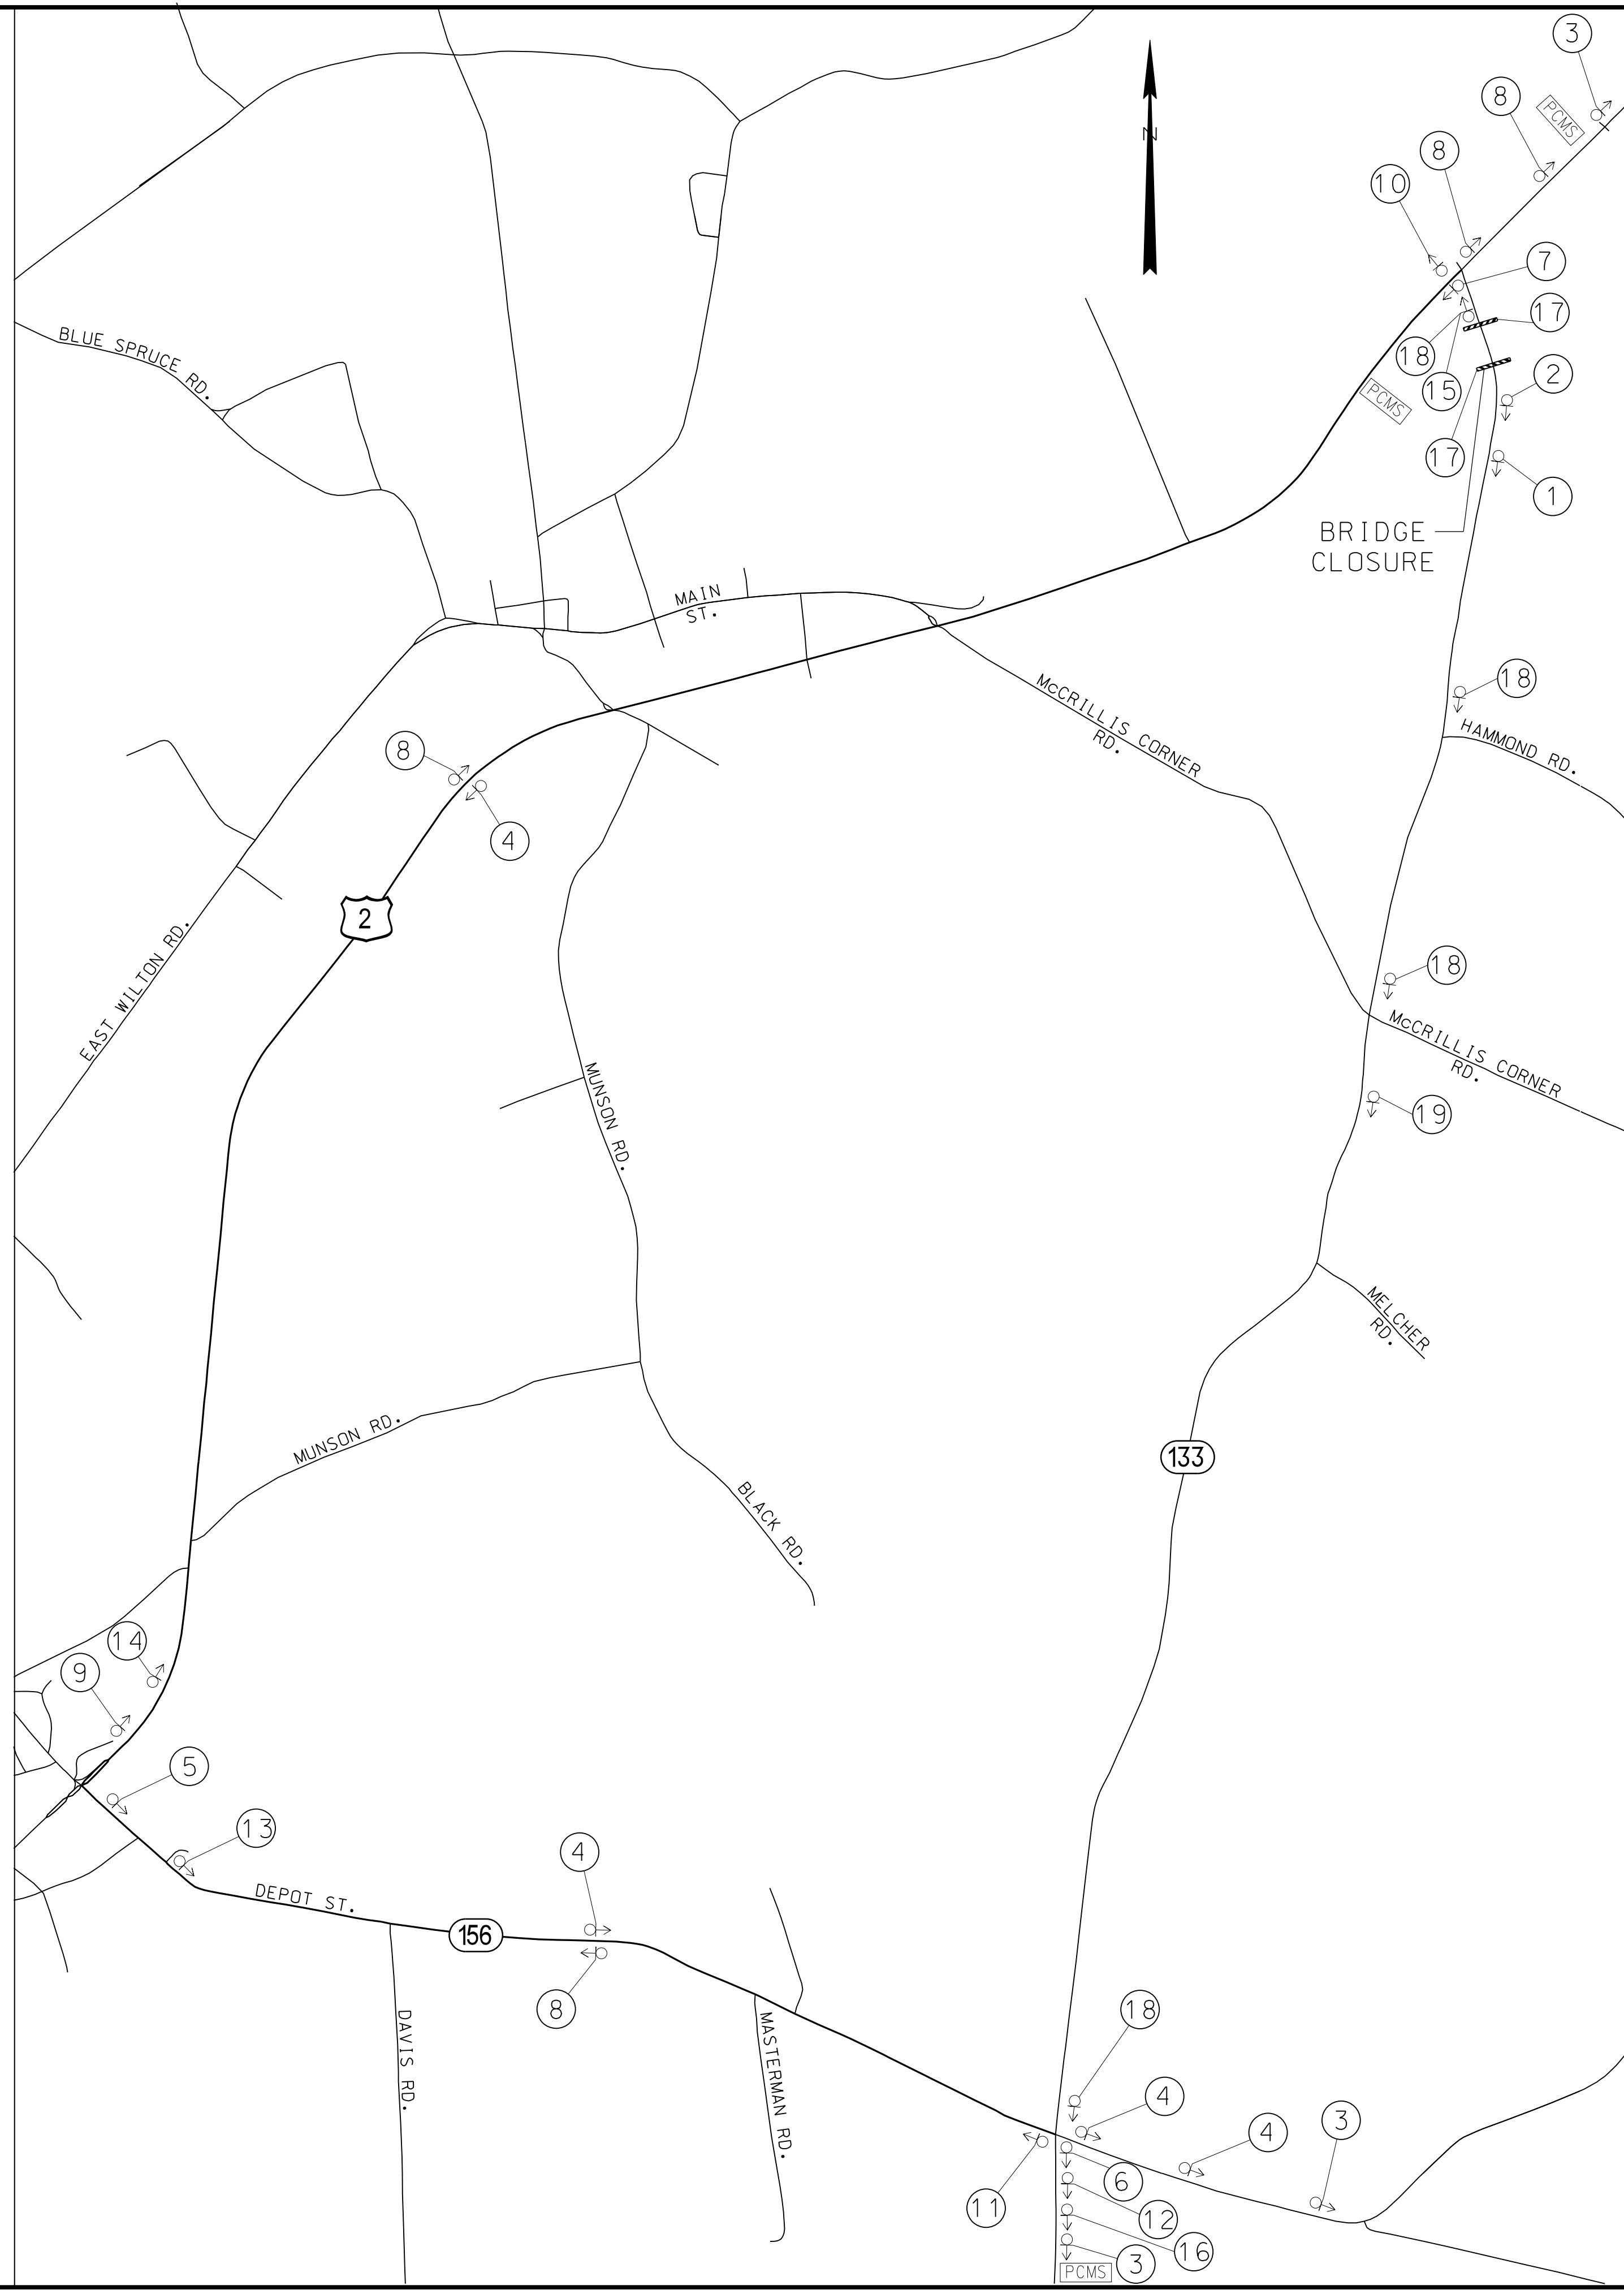 3
8
PCMS
8
10
N
7
17
18
15
2
PCMS
17
1
BRIDGE
CLOSURE
BLUE SPRUCE RD.
MAIN
ST.
McCRILLIS CORNER
RD.
18
HAMMOND RD.
8
4
2
EAST WILTON RD.
18
McCRILLIS CORNER
RD.
19
MUNSON RD.
MELCHER
RD.
MUNSON RD.
133
BLACK RD.
14
9
5
13
4
DEPOT ST.
156
8
DAVIS RD.
MASTERMAN RD.
18
4
4
3
6
11
12
16
3
PCMS